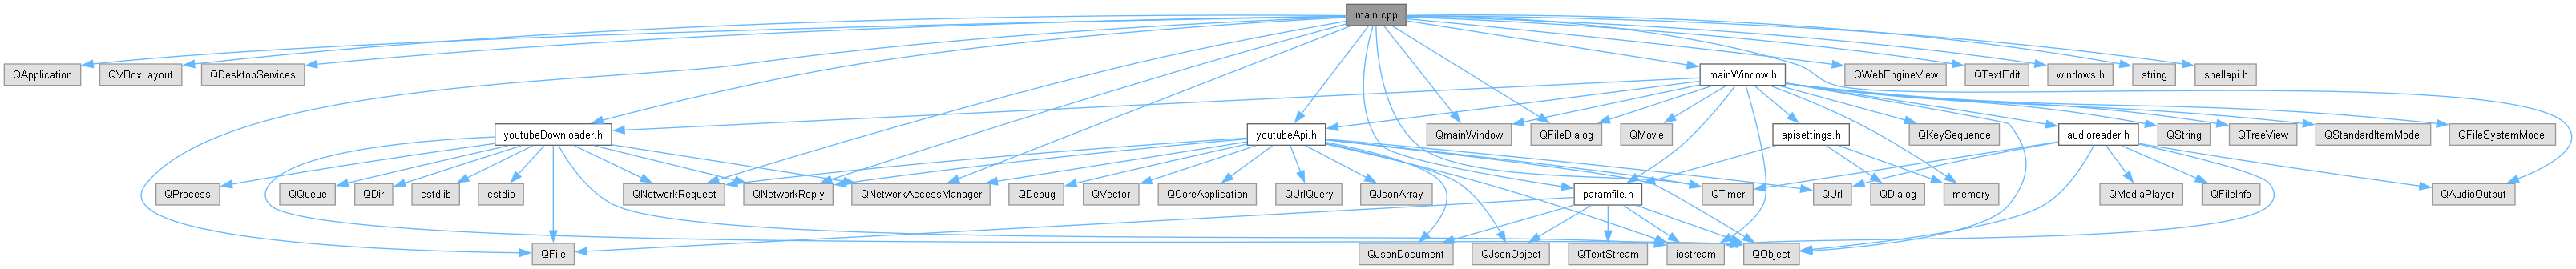 main.cpp
QApplication
QVBoxLayout
QDesktopServices
mainWindow.h
QWebEngineView
QTextEdit
windows.h
string
shellapi.h
youtubeDownloader.h
youtubeApi.h
QmainWindow
QFileDialog
QMovie
apisettings.h
QKeySequence
audioreader.h
QString
QTreeView
QStandardItemModel
QFileSystemModel
QProcess
QQueue
QDir
cstdlib
cstdio
QNetworkRequest
QNetworkReply
QNetworkAccessManager
QDebug
QVector
QCoreApplication
QUrlQuery
QJsonArray
paramfile.h
QTimer
QUrl
QDialog
memory
QMediaPlayer
QFileInfo
QAudioOutput
QFile
QJsonDocument
QJsonObject
QTextStream
iostream
QObject